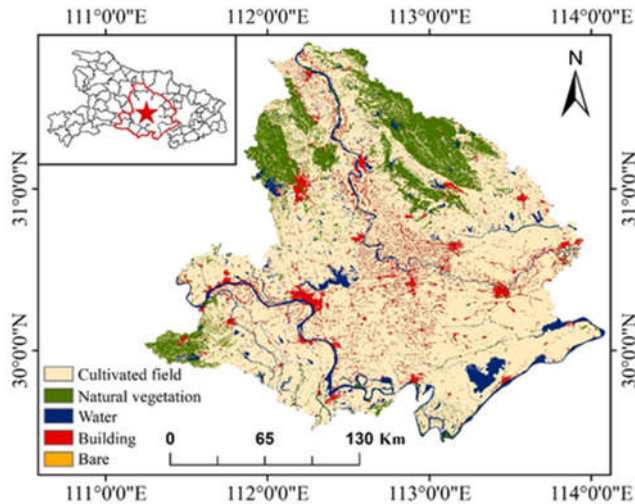 111°0'0"E 112°0'0"E 113°0'0"E 114°0'0"E
N
31°0'0"N
31°0'0"N
30°0'0"N
30°0'0"N
Cultivated field
Natural vegetation
Water
Building
Bare
0 65 130 Km
111°0'0"E 112°0'0"E 113°0'0"E 114°0'0"E